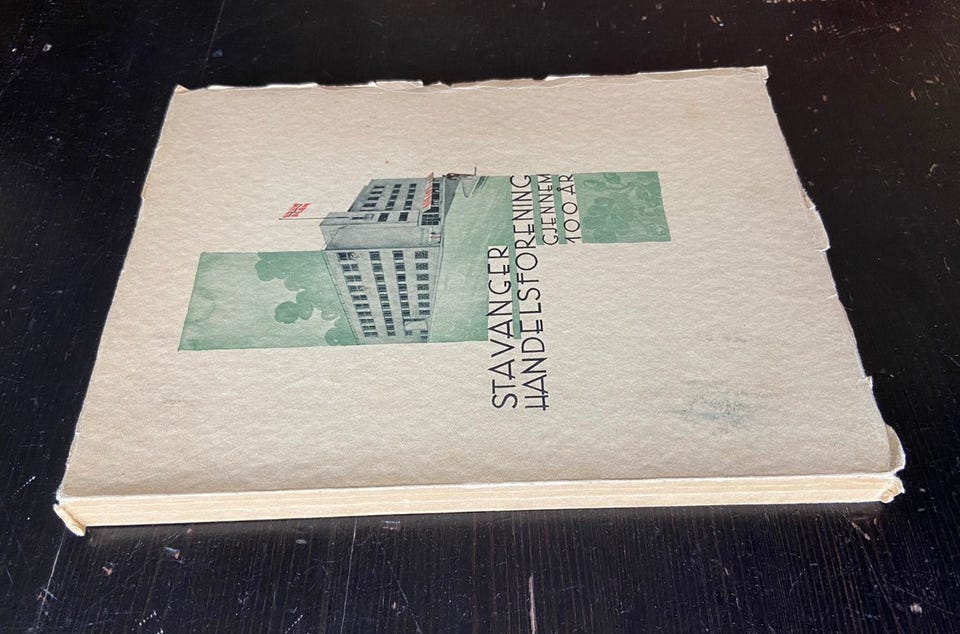 STAVANGER
HANDELSFORENING
GJENNEM
100 ÅR